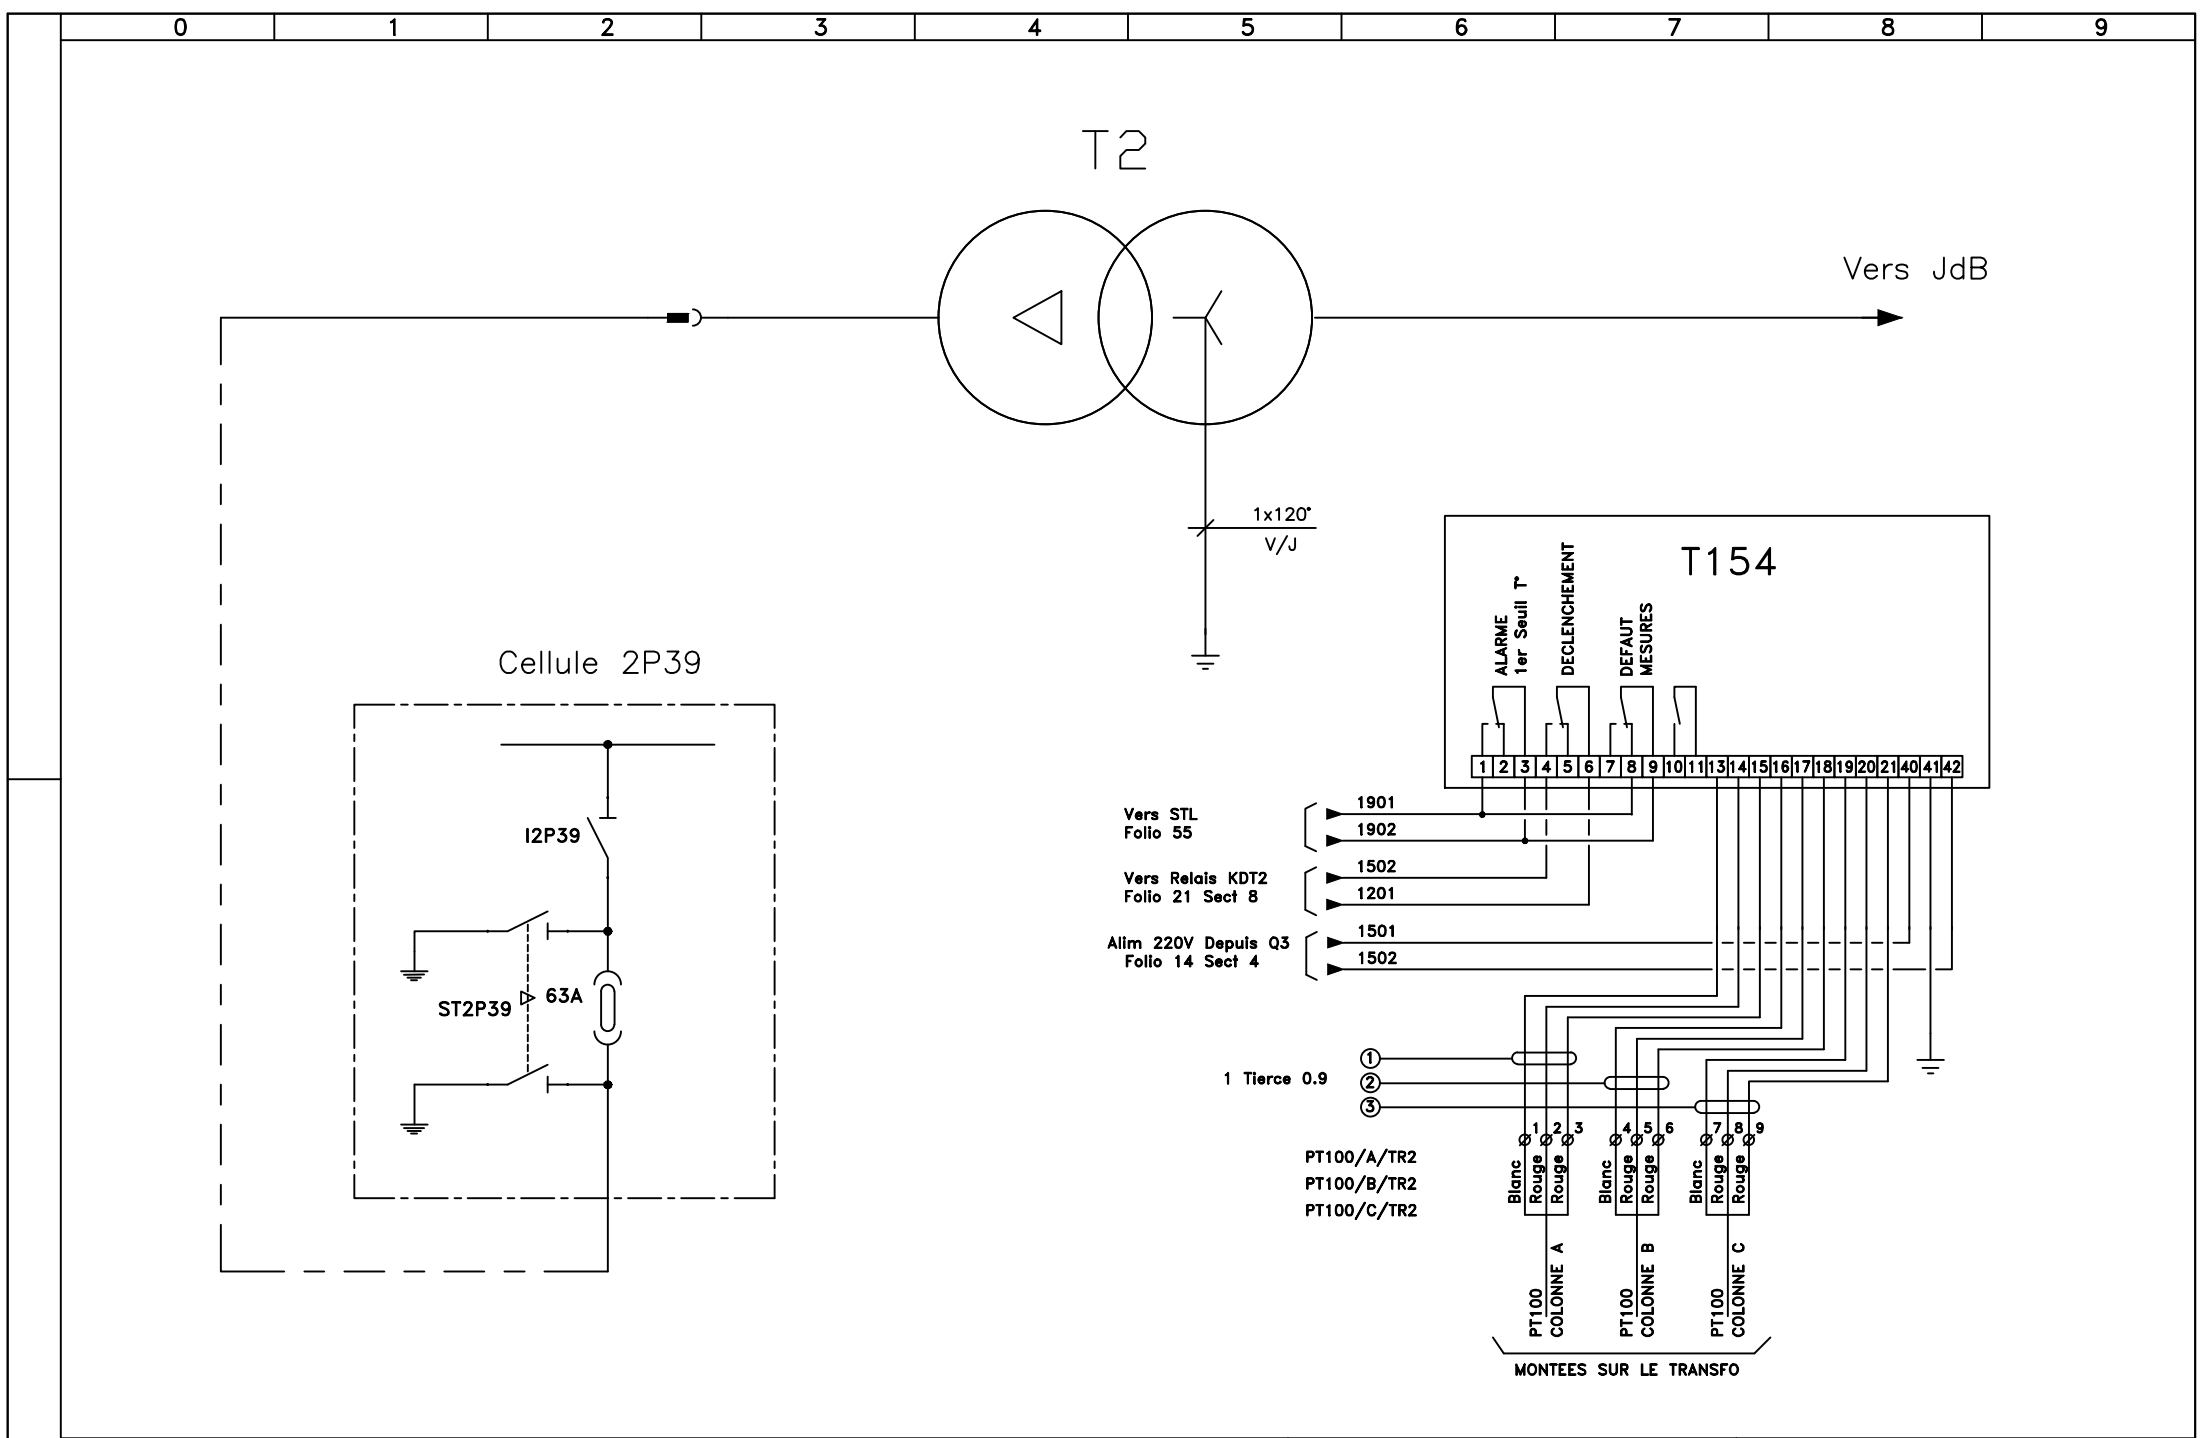 0 1 2 3 4 5 6 7 8 9
T2
Vers JdB
1x120°
V/J
Cellule 2P39
I2P39
ST2P39
63A
T154
ALARME
1er Seuil T°
DECLENCHEMENT
DEFAUT
MESURES
1 2 3 4 5 6 7 8 9 10 11 13 14 15 16 17 18 19 20 21 40 41 42
Vers STL
Folio 55
1901
1902
Vers Relais KDT2
Folio 21 Sect 8
1502
1201
Alim 220V Depuis Q3
Folio 14 Sect 4
1501
1502
1 Tierce 0.9
1
2
3
1 2 3 4 5 6 7 8 9
PT100/A/TR2
PT100/B/TR2
PT100/C/TR2
Blanc
Rouge
Rouge
Blanc
Rouge
Rouge
Blanc
Rouge
Rouge
PT100
COLONNE A
PT100
COLONNE B
PT100
COLONNE C
MONTEES SUR LE TRANSFO